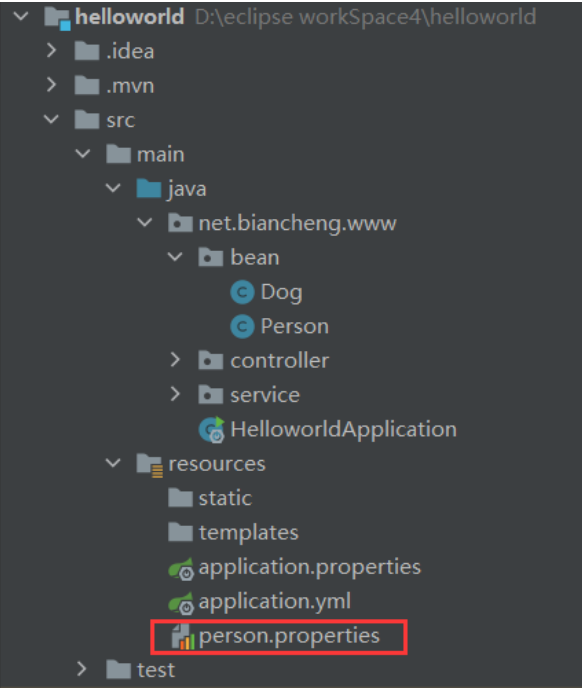 helloworld D:\eclipse workSpace4\helloworld
.idea
.mvn
src
main
java
net.biancheng.www
bean
Dog
Person
controller
service
HelloworldApplication
resources
static
templates
application.properties
application.yml
person.properties
test